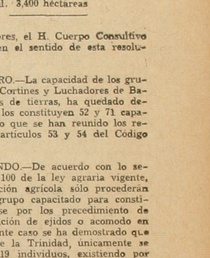 l. 3,400 hectareas
res, el H. Cuerpo Consultivo
en el sentido de esta resolu-
RO.—La capacidad de los gru-
Cortines y Luchadores de Ba-
s de tierras, ha quedado de-
los constituyen 52 y 71 capa-
o que se han reunido los re-
artículos 53 y 54 del Código
NDO.—De acuerdo con lo se-
100 de la ley agraria vigente,
ción agrícola sólo procederán
grupo capacitado para consti-
se por los precedimiento de
ción de ejidos o acomodo en
nte caso se ha demostrado que
e la Trinidad, únicamente se
19 individuos, existiendo por